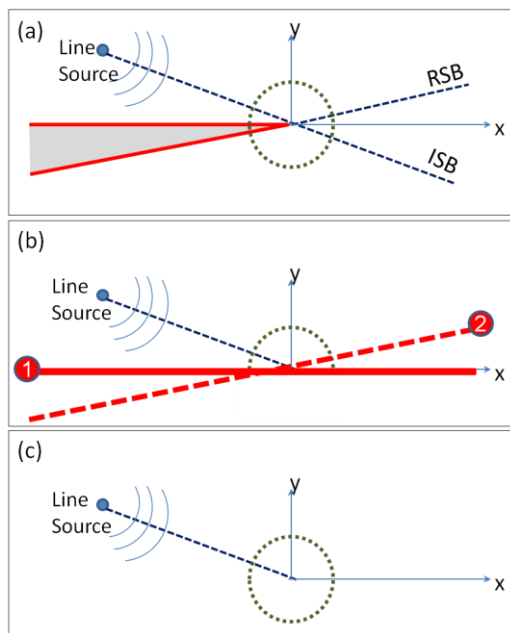 (a)
y
Line
Source
RSB
x
ISB
(b)
y
Line
Source
2
1
x
(c)
y
Line
Source
x